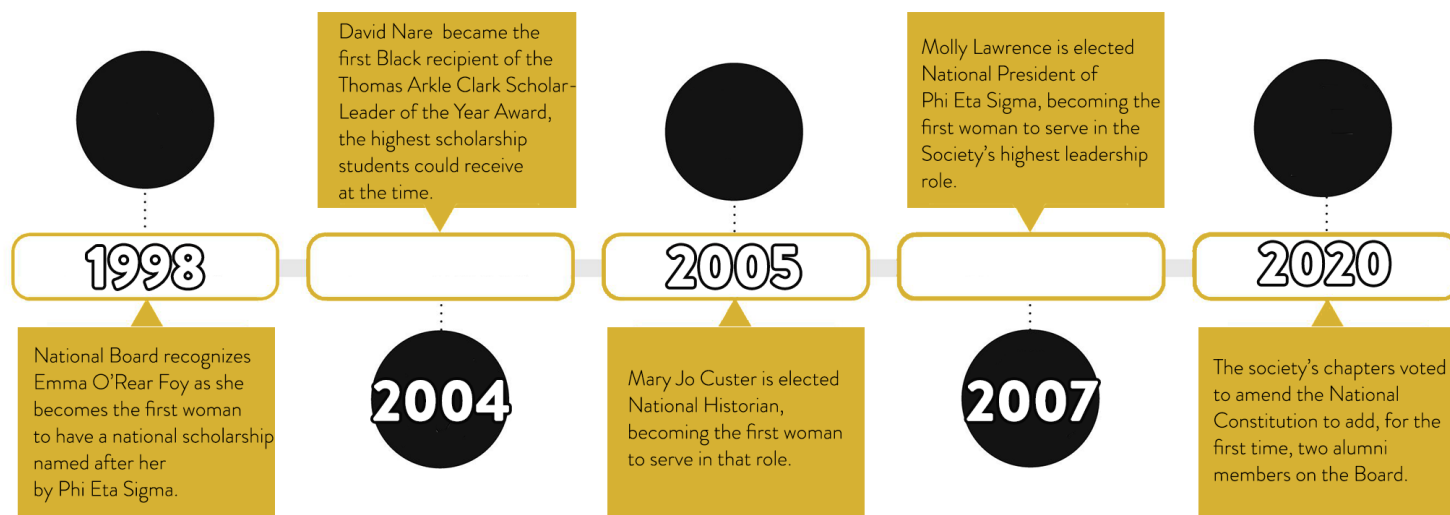 1998
National Board recognizes
Emma O'Rear Foy as she
becomes the first woman
to have a national scholarship
named after her
by Phi Eta Sigma.
David Nare became the
first Black recipient of the
Thomas Arkle Clark Scholar-
Leader of the Year Award,
the highest scholarship
students could receive
at the time.
2004
2005
Mary Jo Custer is elected
National Historian,
becoming the first woman
to serve in that role.
Molly Lawrence is elected
National President of
Phi Eta Sigma, becoming the
first woman to serve in the
Society's highest leadership
role.
2007
2020
The society's chapters voted
to amend the National
Constitution to add, for the
first time, two alumni
members on the Board.